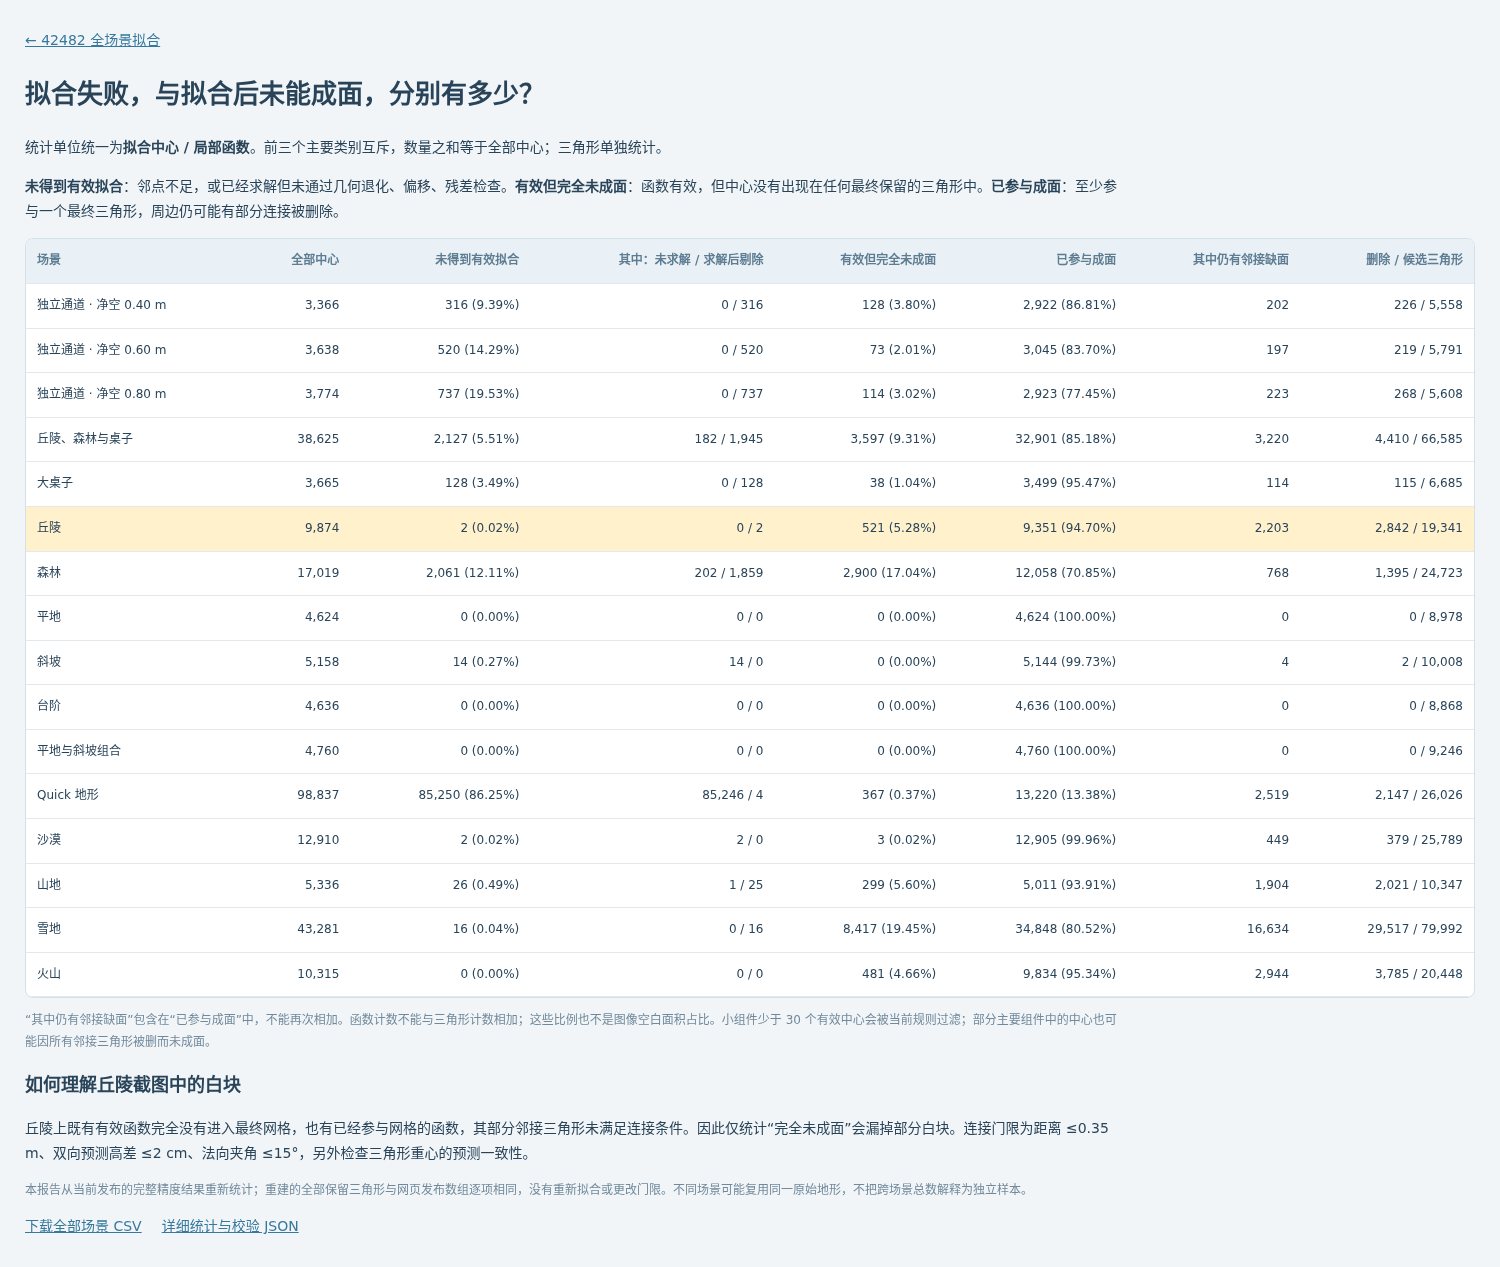 ← 42482 全场景拟合
拟合失败，与拟合后未能成面，分别有多少？
统计单位统一为拟合中心 / 局部函数。前三个主要类别互斥，数量之和等于全部中心；三角形单独统计。
未得到有效拟合：邻点不足，或已经求解但未通过几何退化、偏移、残差检查。有效但完全未成面：函数有效，但中心没有出现在任何最终保留的三角形中。已参与成面：至少参
与一个最终三角形，周边仍可能有部分连接被删除。
场景 全部中心 未得到有效拟合 其中：未求解 / 求解后剔除 有效但完全未成面 已参与成面 其中仍有邻接缺面 删除 / 候选三角形
独立通道 · 净空 0.40 m 3,366 316 (9.39%) 0 / 316 128 (3.80%) 2,922 (86.81%) 202 226 / 5,558
独立通道 · 净空 0.60 m 3,638 520 (14.29%) 0 / 520 73 (2.01%) 3,045 (83.70%) 197 219 / 5,791
独立通道 · 净空 0.80 m 3,774 737 (19.53%) 0 / 737 114 (3.02%) 2,923 (77.45%) 223 268 / 5,608
丘陵、森林与桌子 38,625 2,127 (5.51%) 182 / 1,945 3,597 (9.31%) 32,901 (85.18%) 3,220 4,410 / 66,585
大桌子 3,665 128 (3.49%) 0 / 128 38 (1.04%) 3,499 (95.47%) 114 115 / 6,685
丘陵 9,874 2 (0.02%) 0 / 2 521 (5.28%) 9,351 (94.70%) 2,203 2,842 / 19,341
森林 17,019 2,061 (12.11%) 202 / 1,859 2,900 (17.04%) 12,058 (70.85%) 768 1,395 / 24,723
平地 4,624 0 (0.00%) 0 / 0 0 (0.00%) 4,624 (100.00%) 0 0 / 8,978
斜坡 5,158 14 (0.27%) 14 / 0 0 (0.00%) 5,144 (99.73%) 4 2 / 10,008
台阶 4,636 0 (0.00%) 0 / 0 0 (0.00%) 4,636 (100.00%) 0 0 / 8,868
平地与斜坡组合 4,760 0 (0.00%) 0 / 0 0 (0.00%) 4,760 (100.00%) 0 0 / 9,246
Quick 地形 98,837 85,250 (86.25%) 85,246 / 4 367 (0.37%) 13,220 (13.38%) 2,519 2,147 / 26,026
沙漠 12,910 2 (0.02%) 2 / 0 3 (0.02%) 12,905 (99.96%) 449 379 / 25,789
山地 5,336 26 (0.49%) 1 / 25 299 (5.60%) 5,011 (93.91%) 1,904 2,021 / 10,347
雪地 43,281 16 (0.04%) 0 / 16 8,417 (19.45%) 34,848 (80.52%) 16,634 29,517 / 79,992
火山 10,315 0 (0.00%) 0 / 0 481 (4.66%) 9,834 (95.34%) 2,944 3,785 / 20,448
“其中仍有邻接缺面”包含在“已参与成面”中，不能再次相加。函数计数不能与三角形计数相加；这些比例也不是图像空白面积占比。小组件少于 30 个有效中心会被当前规则过滤；部分主要组件中的中心也可
能因所有邻接三角形被删而未成面。
如何理解丘陵截图中的白块
丘陵上既有有效函数完全没有进入最终网格，也有已经参与网格的函数，其部分邻接三角形未满足连接条件。因此仅统计“完全未成面”会漏掉部分白块。连接门限为距离 ≤0.35
m、双向预测高差 ≤2 cm、法向夹角 ≤15°，另外检查三角形重心的预测一致性。
本报告从当前发布的完整精度结果重新统计；重建的全部保留三角形与网页发布数组逐项相同，没有重新拟合或更改门限。不同场景可能复用同一原始地形，不把跨场景总数解释为独立样本。
下载全部场景 CSV 详细统计与校验 JSON